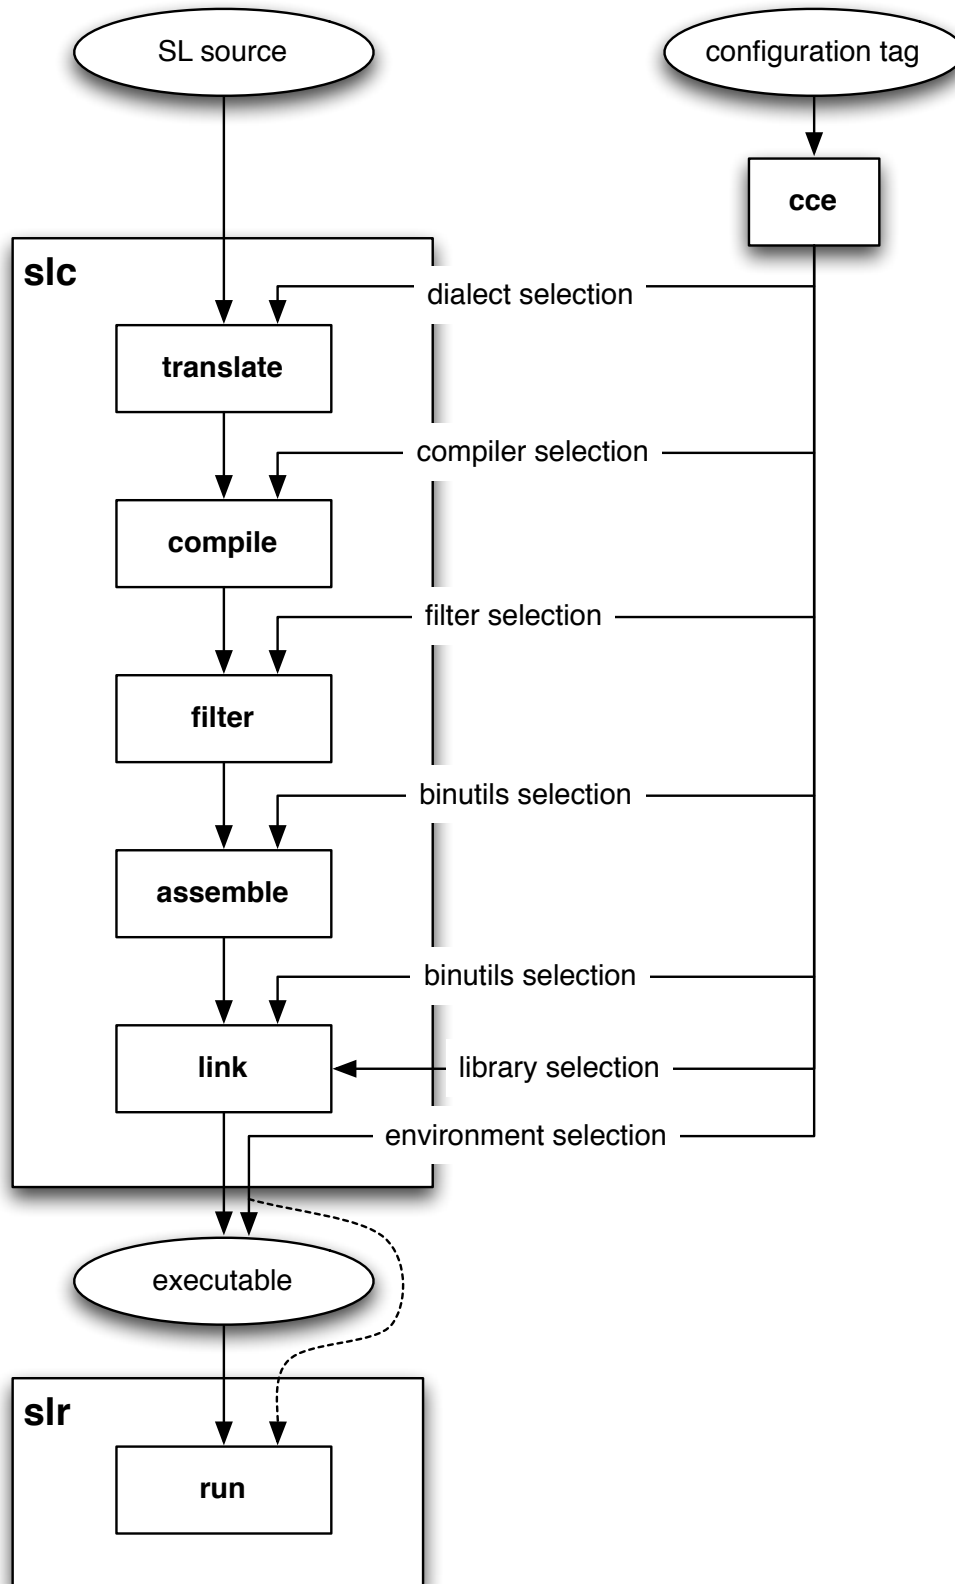 SL source
configuration tag
cce
slc
dialect selection
translate
compiler selection
compile
filter selection
filter
binutils selection
assemble
binutils selection
link
library selection
environment selection
executable
slr
run